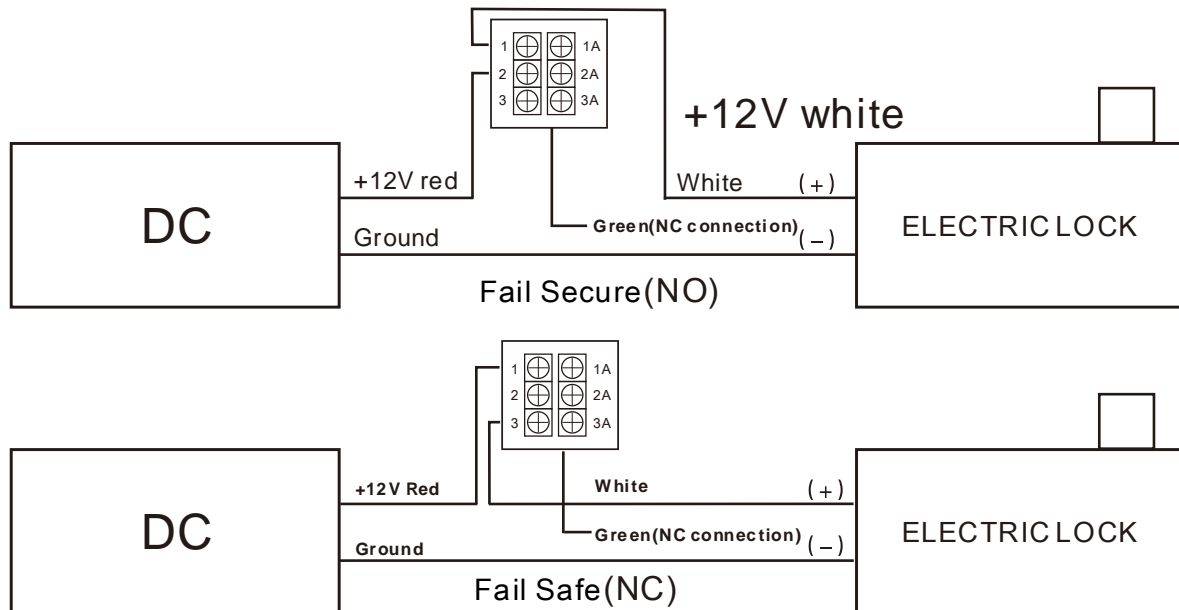 1 1A
2 2A
3 3A
+12V white
+12V red
White (+)
DC
Ground
Green(NC connection) (-)
ELECTRIC LOCK
Fail Secure(NO)
1 1A
2 2A
3 3A
+12V Red
White (+)
DC
Ground
Green(NC connection) (-)
ELECTRIC LOCK
Fail Safe(NC)